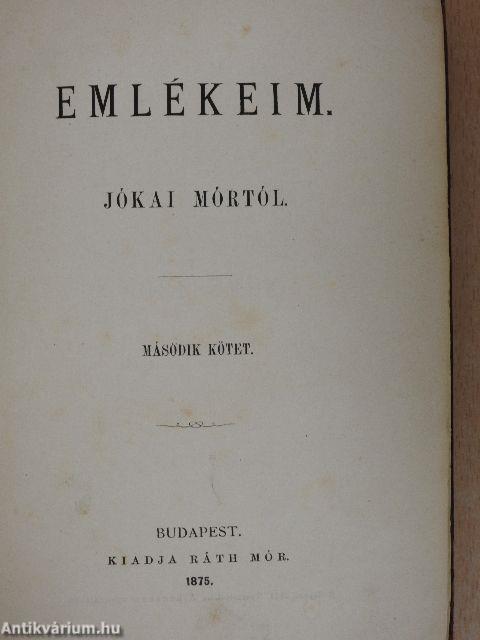 EMLÉKEIM.
JÓKAI MÓRTÓL.
MÁSODIK KÖTET.
BUDAPEST.
KIADJA RÁTH MÓR.
1875.
Antikvárium.hu